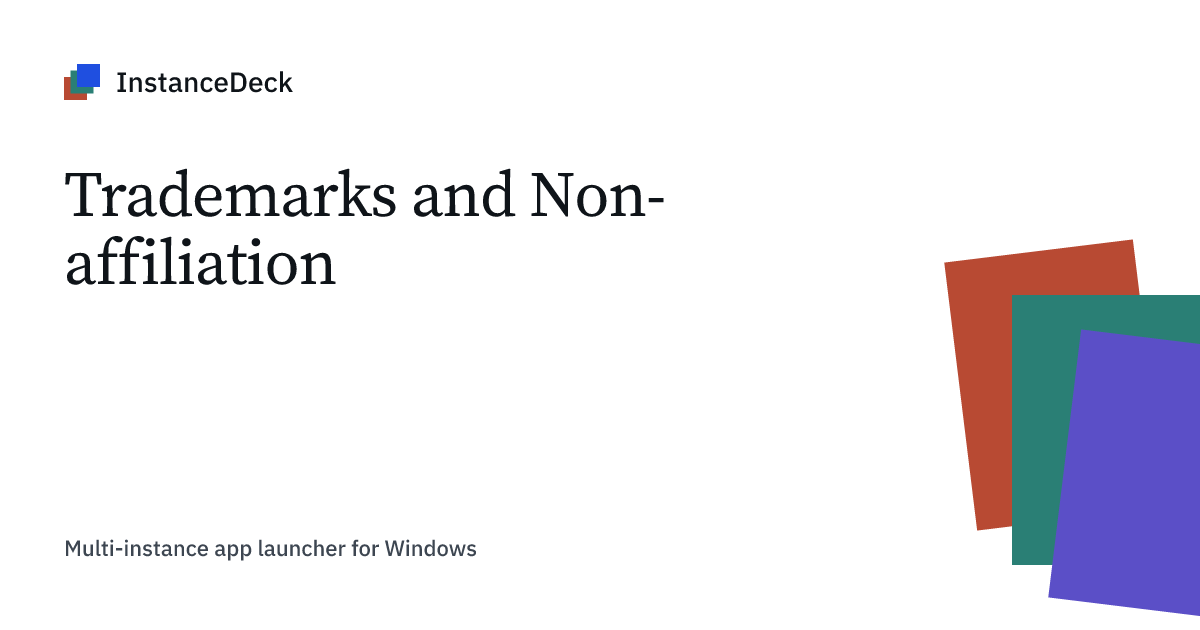 InstanceDeck
Trademarks and Non-
affiliation
Multi-instance app launcher for Windows